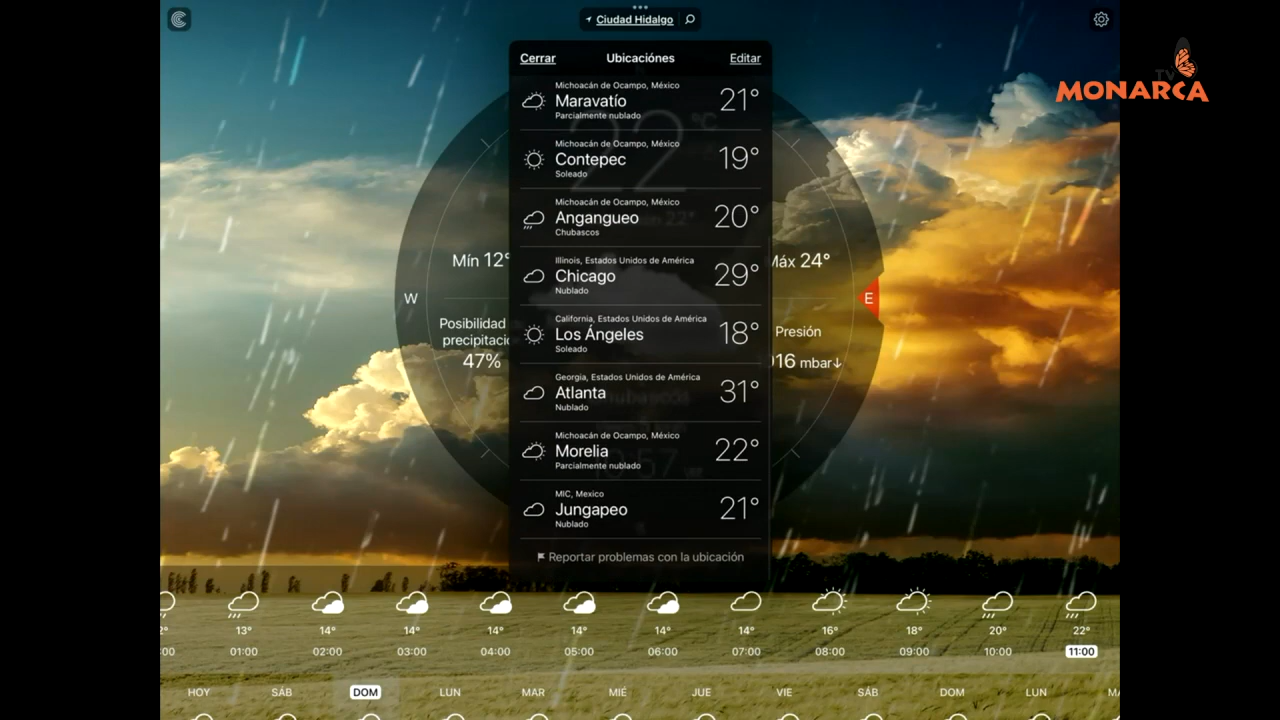 Ciudad Hidalgo
Cerrar
Ubicaciónes
Editar
TV
MONARCA
Michoacán de Ocampo, México
Maravatío
Parcialmente nublado
21°
Michoacán de Ocampo, México
Contepec
Soleado
19°
Michoacán de Ocampo, México
Angangueo
Chubascos
20°
Illinois, Estados Unidos de América
Chicago
Nublado
29°
California, Estados Unidos de América
Los Ángeles
Soleado
18°
Georgia, Estados Unidos de América
Atlanta
Nublado
31°
Michoacán de Ocampo, México
Morelia
Parcialmente nublado
22°
MIC, Mexico
Jungapeo
Nublado
21°
Reportar problemas con la ubicación
22 °C
Mín 12°
Máx 24°
W
E
Posibilidad
47%
Presión
16 mbar↓
13° 14° 14° 14° 14° 14° 14° 16° 18° 20° 22°
:00 01:00 02:00 03:00 04:00 05:00 06:00 07:00 08:00 09:00 10:00 11:00
HOY SÁB DOM LUN MAR MIÉ JUE VIE SÁB DOM LUN